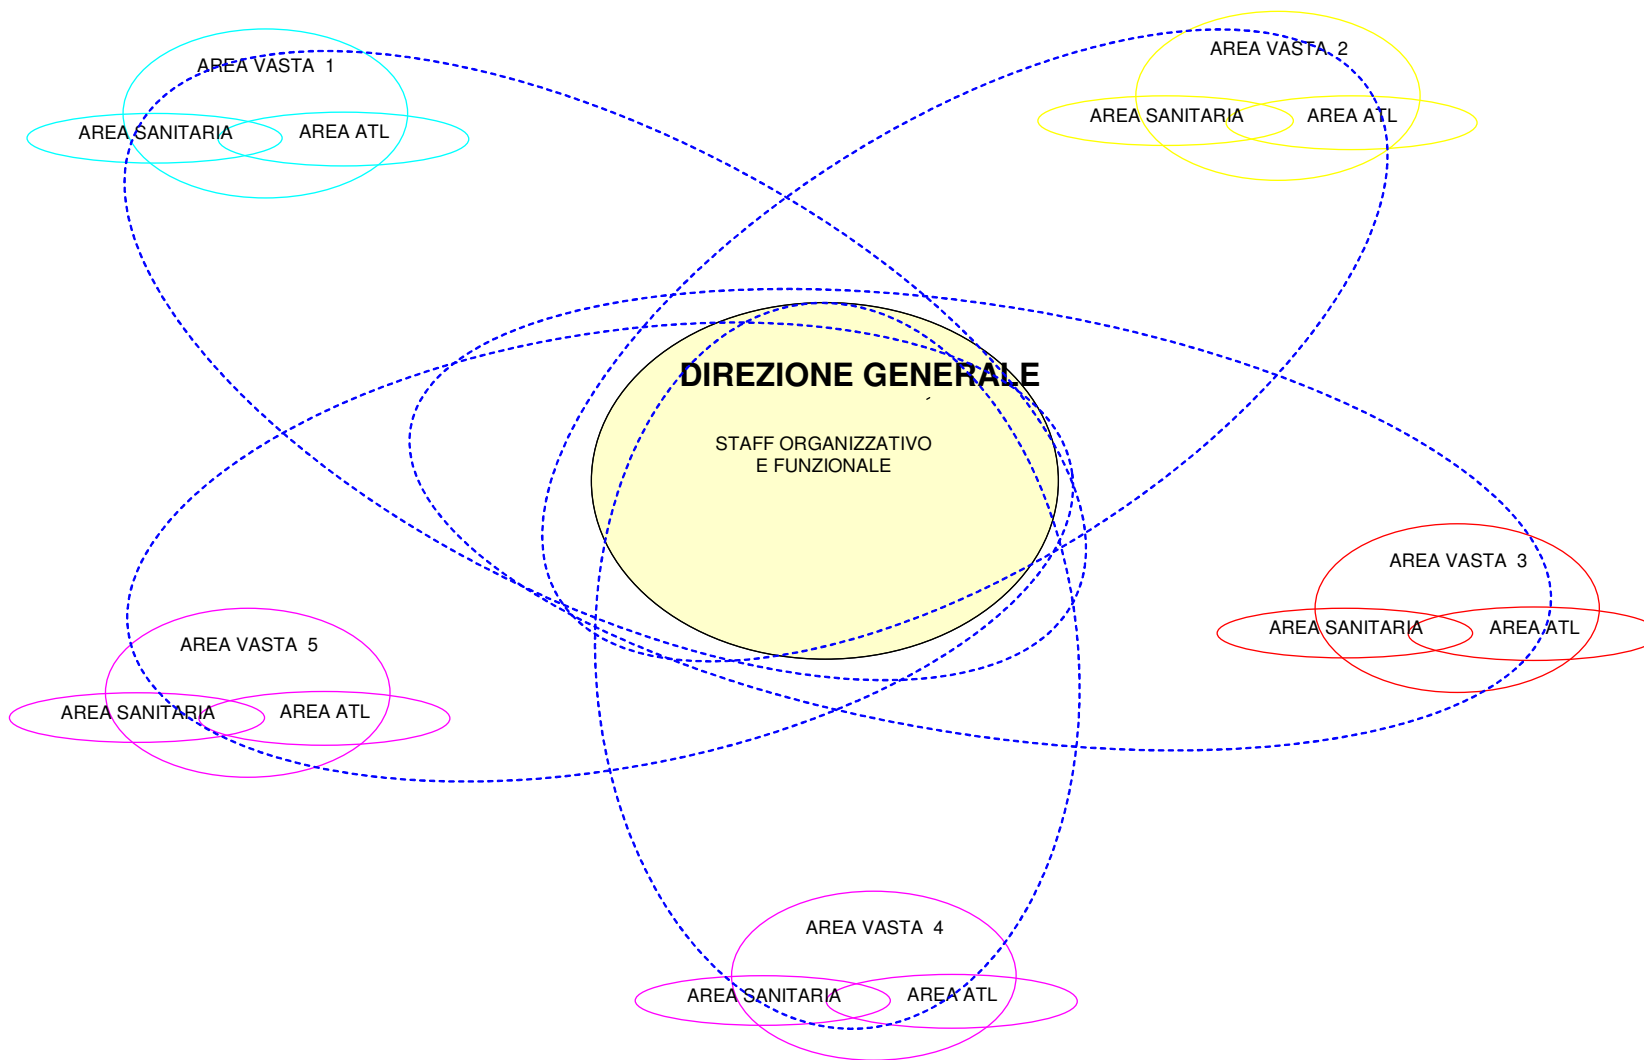 AREA VASTA 1
AREA SANITARIA
AREA ATL
AREA VASTA 2
AREA SANITARIA
AREA ATL
DIREZIONE GENERALE
STAFF ORGANIZZATIVO
E FUNZIONALE
AREA VASTA 3
AREA SANITARIA
AREA ATL
AREA VASTA 5
AREA SANITARIA
AREA ATL
AREA VASTA 4
AREA SANITARIA
AREA ATL